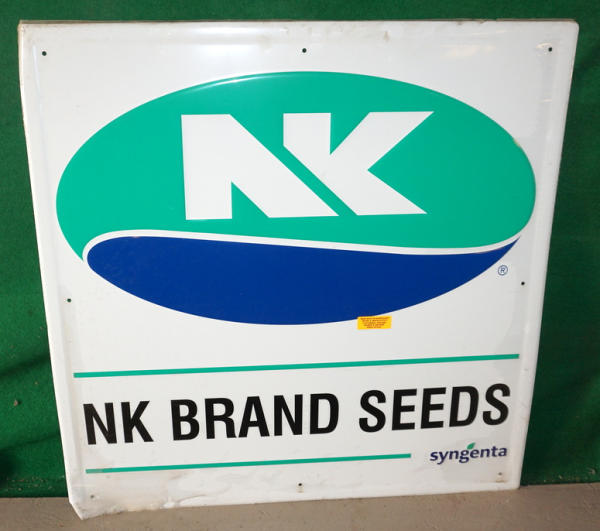 NK
®
NK BRAND SEEDS
syngenta